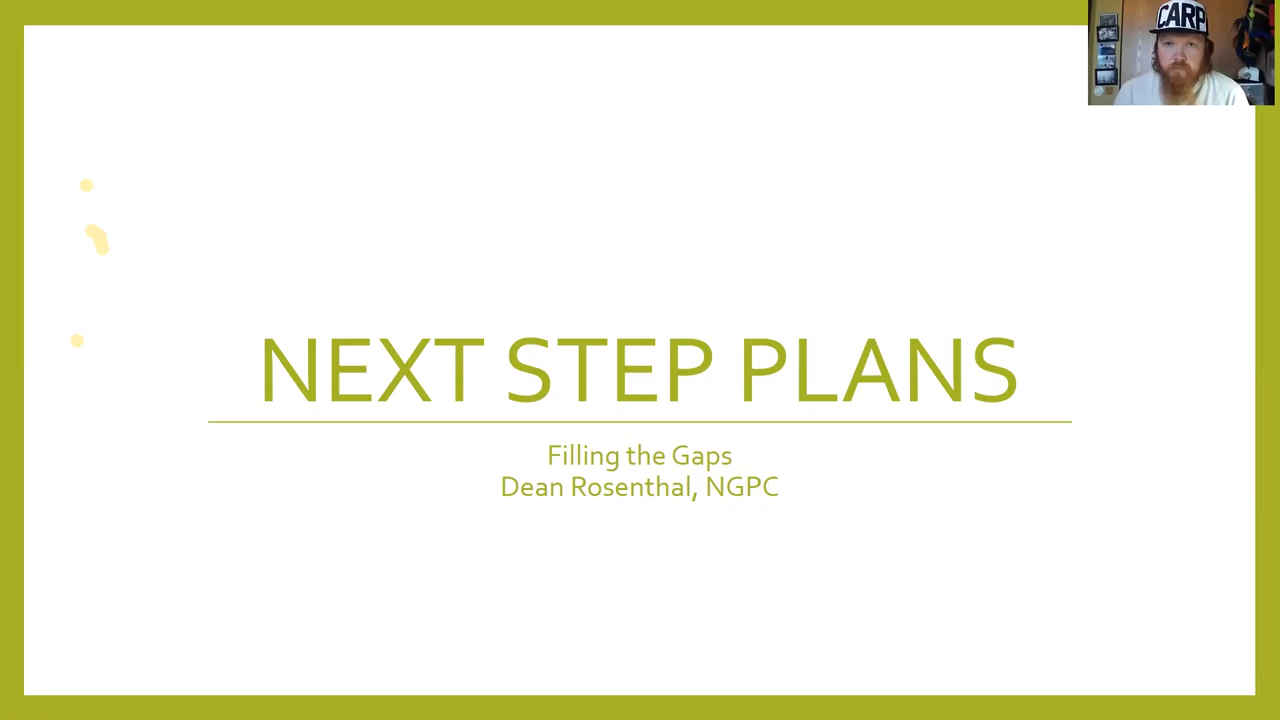 CARP
NEXT STEP PLANS
Filling the Gaps
Dean Rosenthal, NGPC